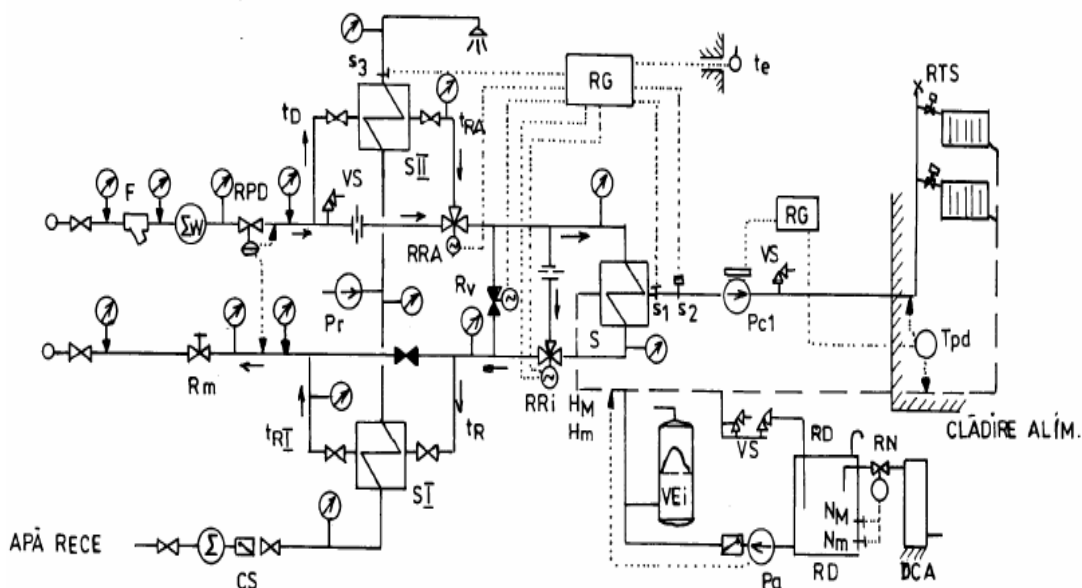 s3
RG
te
RTS
tD
tRA
SII
F
RPD
VS
ΣW
RRA
RG
VS
Rv
Pr
S
s1
s2
Pc1
Tpd
Rm
RRi
HM
Hm
tRI
tR
CLĂDIRE ALIM.
VS
RD
RN
VEi
SI
NM
Nm
APĂ RECE
Σ
CS
Pa
RD
DCA